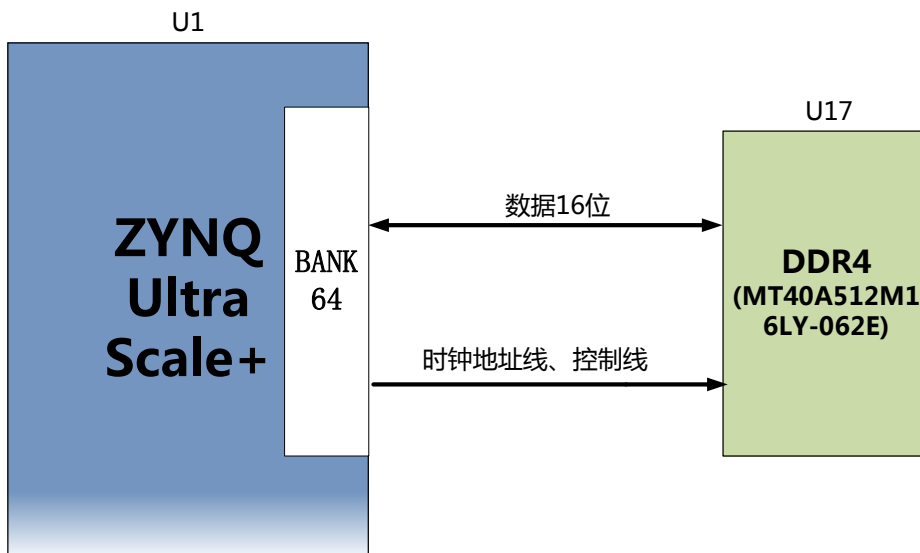 U1
U17
ZYNQ
Ultra
Scale+
BANK
64
数据16位
时钟地址线、控制线
DDR4
(MT40A512M1
6LY-062E)